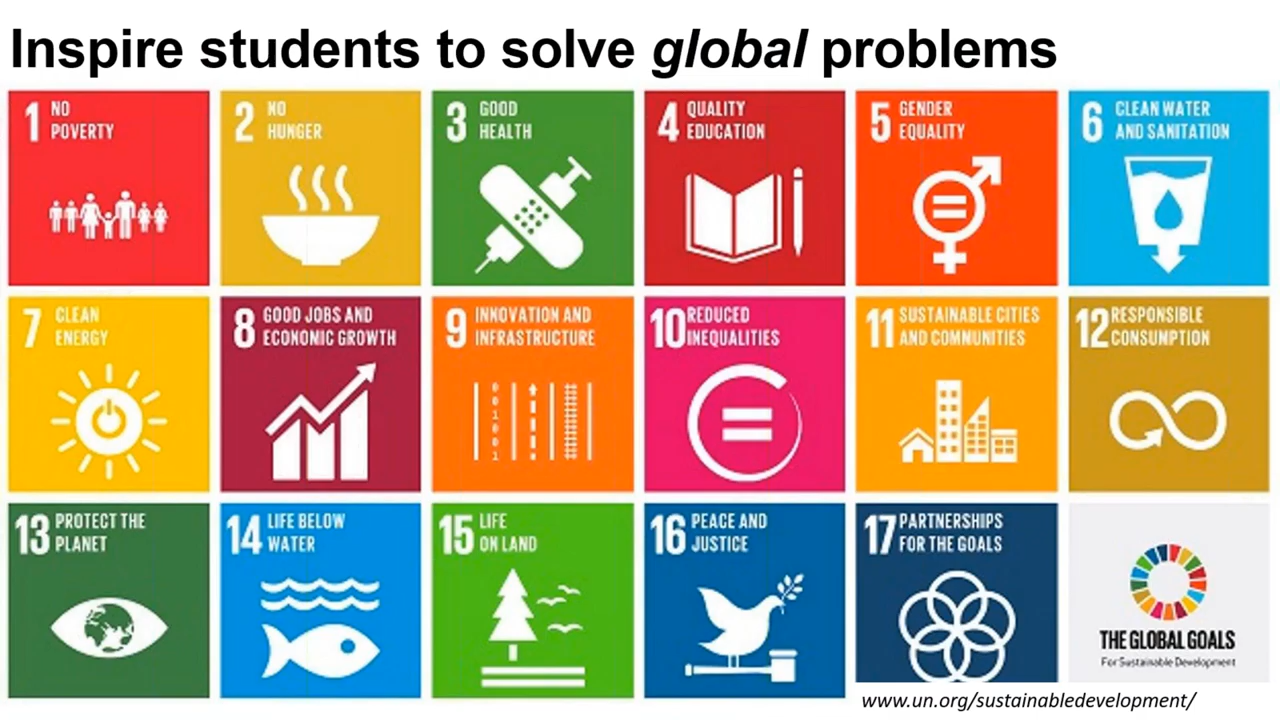 Inspire students to solve global problems
1 NO
POVERTY
2 NO
HUNGER
3 GOOD
HEALTH
4 QUALITY
EDUCATION
5 GENDER
EQUALITY
6 CLEAN WATER
AND SANITATION
7 CLEAN
ENERGY
8 GOOD JOBS AND
ECONOMIC GROWTH
9 INNOVATION AND
INFRASTRUCTURE
10 REDUCED
INEQUALITIES
11 SUSTAINABLE CITIES
AND COMMUNITIES
12 RESPONSIBLE
CONSUMPTION
13 PROTECT THE
PLANET
14 LIFE BELOW
WATER
15 LIFE
ON LAND
16 PEACE AND
JUSTICE
17 PARTNERSHIPS
FOR THE GOALS
THE GLOBAL GOALS
For Sustainable Development
www.un.org/sustainabledevelopment/